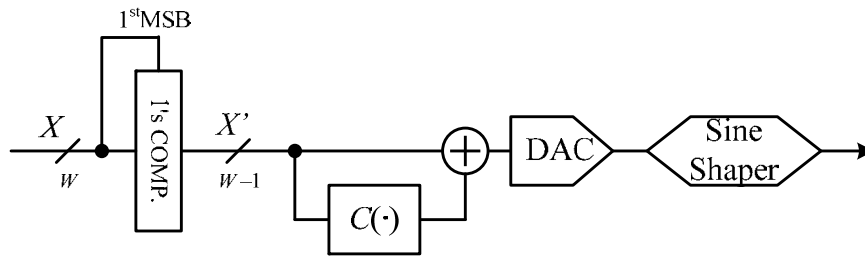 1stMSB
X
W
1's COMP.
X'
W-1
C(·)
+
DAC
Sine
Shaper